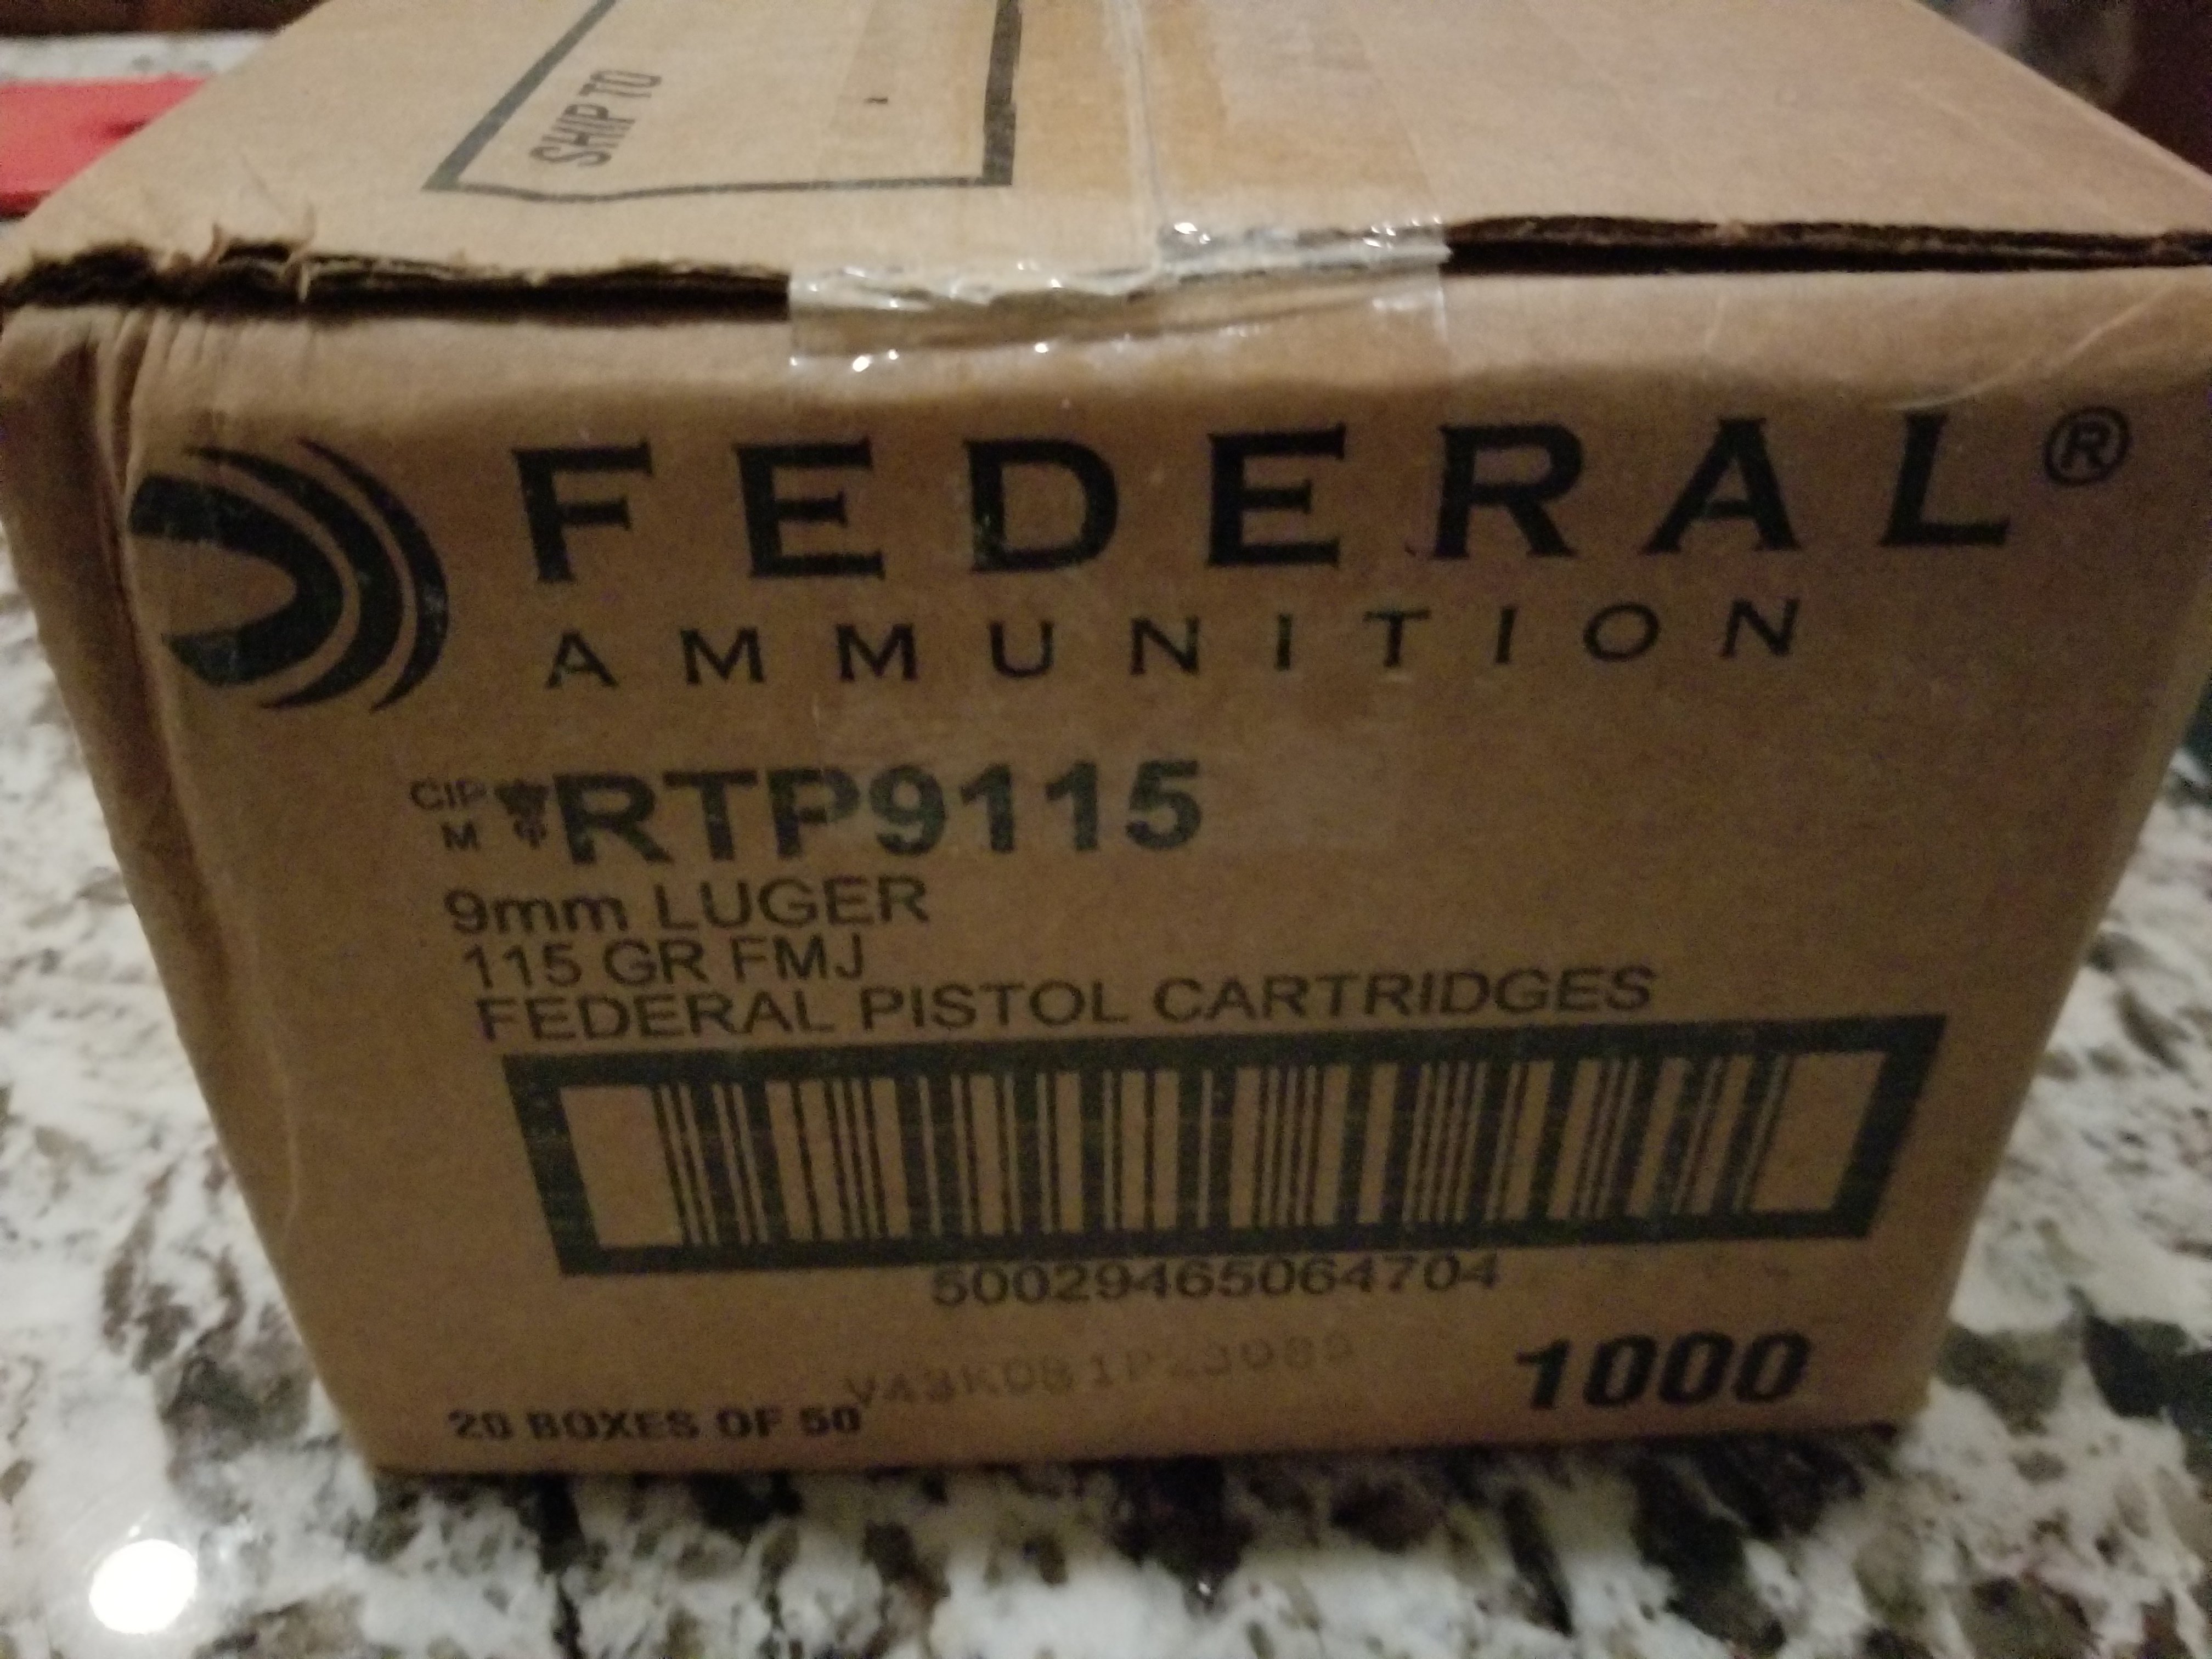 SHIP TO
FEDERAL®
AMMUNITION
CIP
M
RTP9115
9mm LUGER
115 GR FMJ
FEDERAL PISTOL CARTRIDGES
50029465064704
1000
20 BOXES OF 50